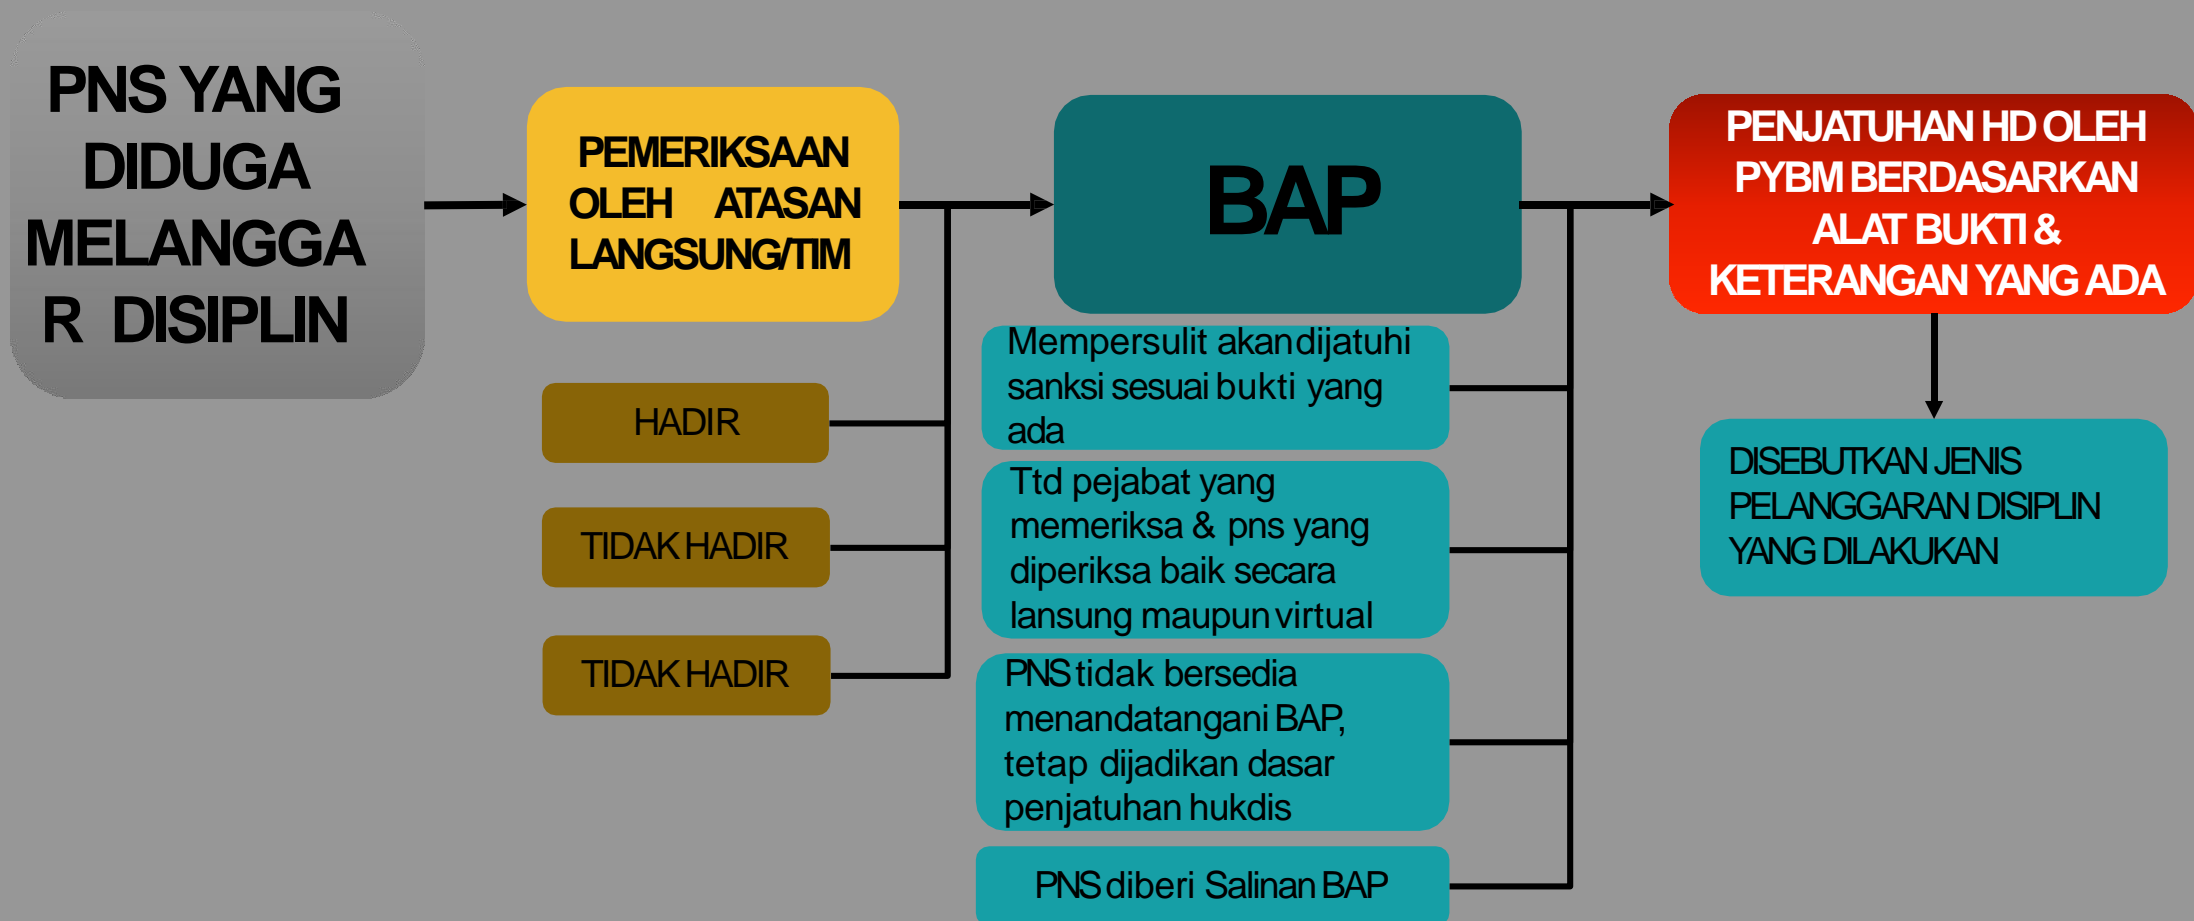 PNS YANG
DIDUGA
MELANGGA
R DISIPLIN
PEMERIKSAAN
OLEH ATASAN
LANGSUNG/TIM
HADIR
TIDAK HADIR
TIDAK HADIR
BAP
Mempersulit akan dijatuhi
sanksi sesuai bukti yang
ada
Ttd pejabat yang
memeriksa & pns yang
diperiksa baik secara
lansung maupun virtual
PNS tidak bersedia
menandatangani BAP,
tetap dijadikan dasar
penjatuhan hukdis
PNS diberi Salinan BAP
PENJATUHAN HD OLEH
PYBM BERDASARKAN
ALAT BUKTI &
KETERANGAN YANG ADA
DISEBUTKAN JENIS
PELANGGARAN DISIPLIN
YANG DILAKUKAN